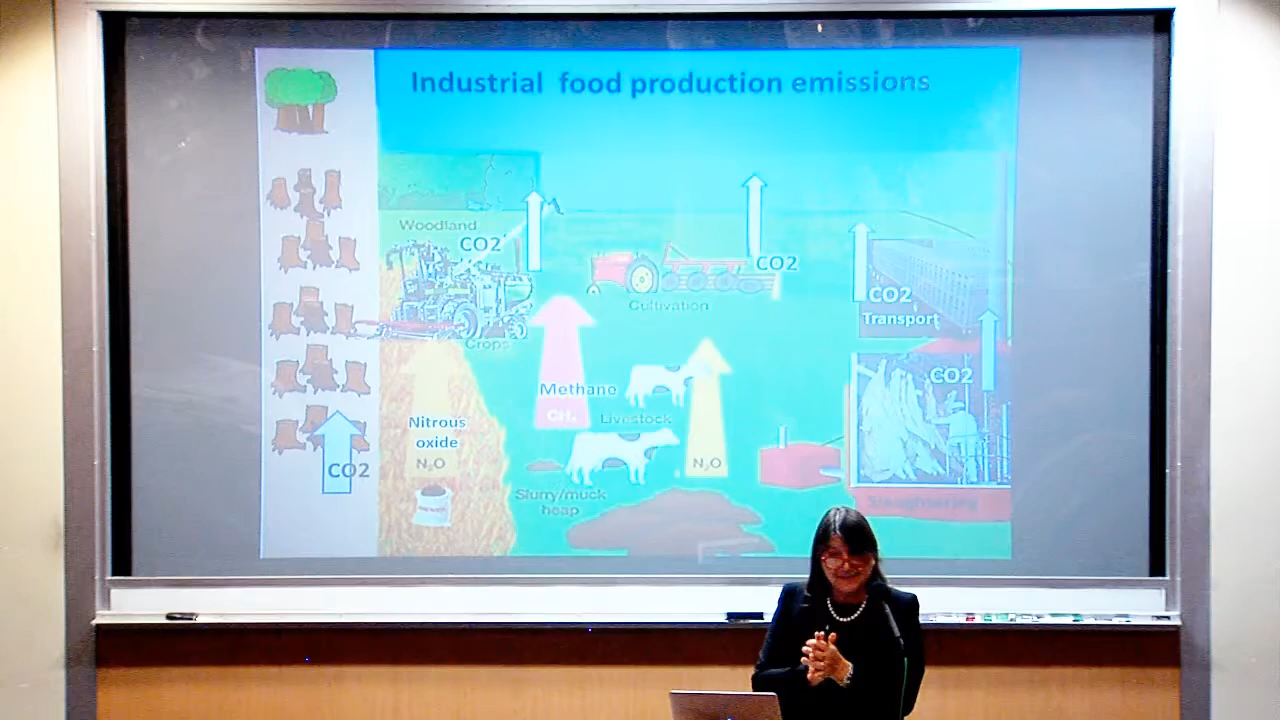 Industrial food production emissions
Woodland
CO2
CO2
Cultivation
CO2
Transport
Crops
CO2
Methane
CH₄
Livestock
Nitrous
oxide
N₂O
N₂O
CO2
Slurry/muck
heap
Slaughtering